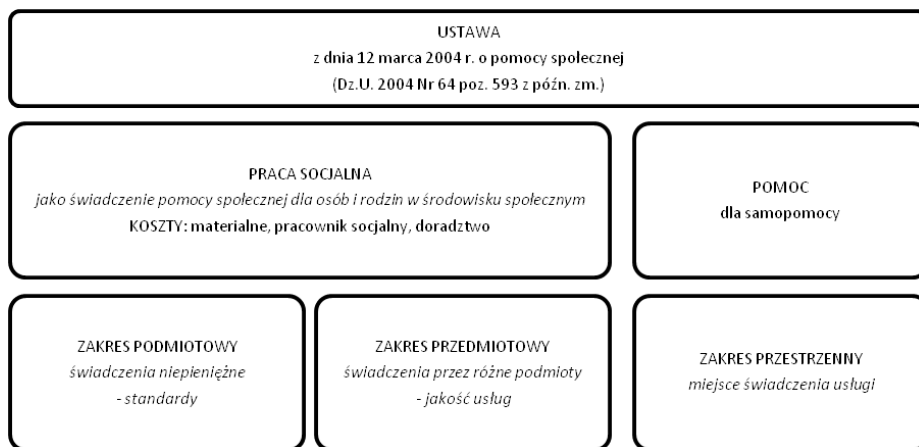 USTAWA
z dnia 12 marca 2004 r. o pomocy społecznej
(Dz.U. 2004 Nr 64 poz. 593 z późn. zm.)
PRACA SOCJALNA
jako świadczenie pomocy społecznej dla osób i rodzin w środowisku społecznym
KOSZTY: materialne, pracownik socjalny, doradztwo
POMOC
dla samopomocy
ZAKRES PODMIOTOWY
świadczenia niepieniężne
- standardy
ZAKRES PRZEDMIOTOWY
świadczenia przez różne podmioty
- jakość usług
ZAKRES PRZESTRZENNY
miejsce świadczenia usługi